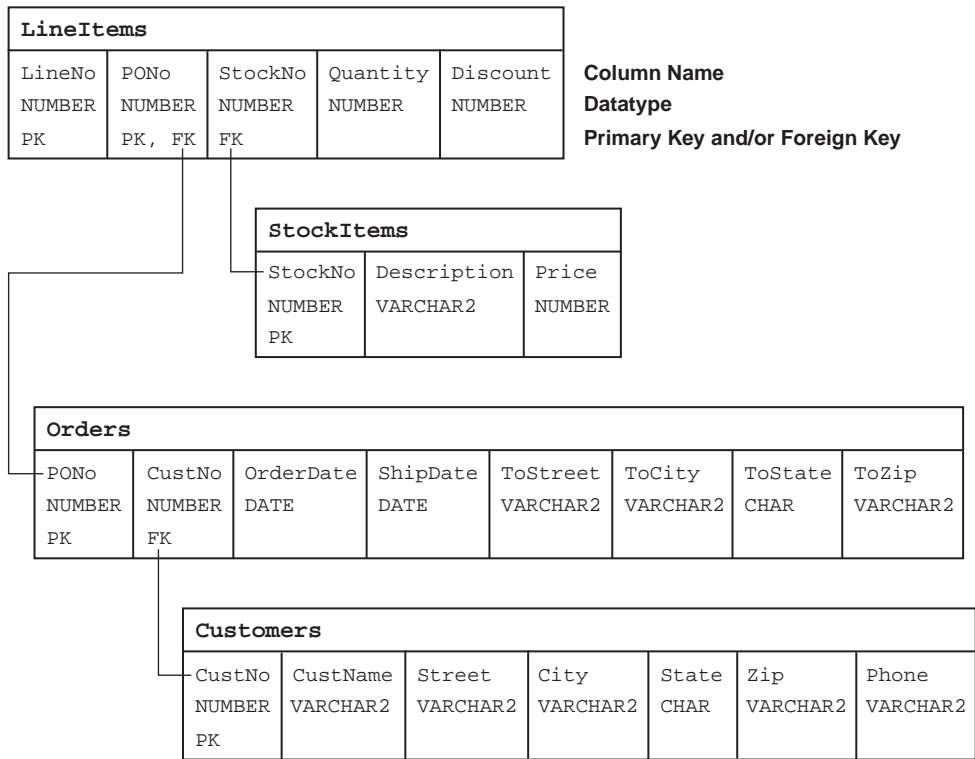 LineItems
LineNo PONo StockNo Quantity Discount Column Name
NUMBER NUMBER NUMBER NUMBER NUMBER Datatype
PK PK, FK FK Primary Key and/or Foreign Key
StockItems
StockNo Description Price
NUMBER VARCHAR2 NUMBER
PK
Orders
PONo CustNo OrderDate ShipDate ToStreet ToCity ToState ToZip
NUMBER NUMBER DATE DATE VARCHAR2 VARCHAR2 CHAR VARCHAR2
PK FK
Customers
CustNo CustName Street City State Zip Phone
NUMBER VARCHAR2 VARCHAR2 VARCHAR2 CHAR VARCHAR2 VARCHAR2
PK